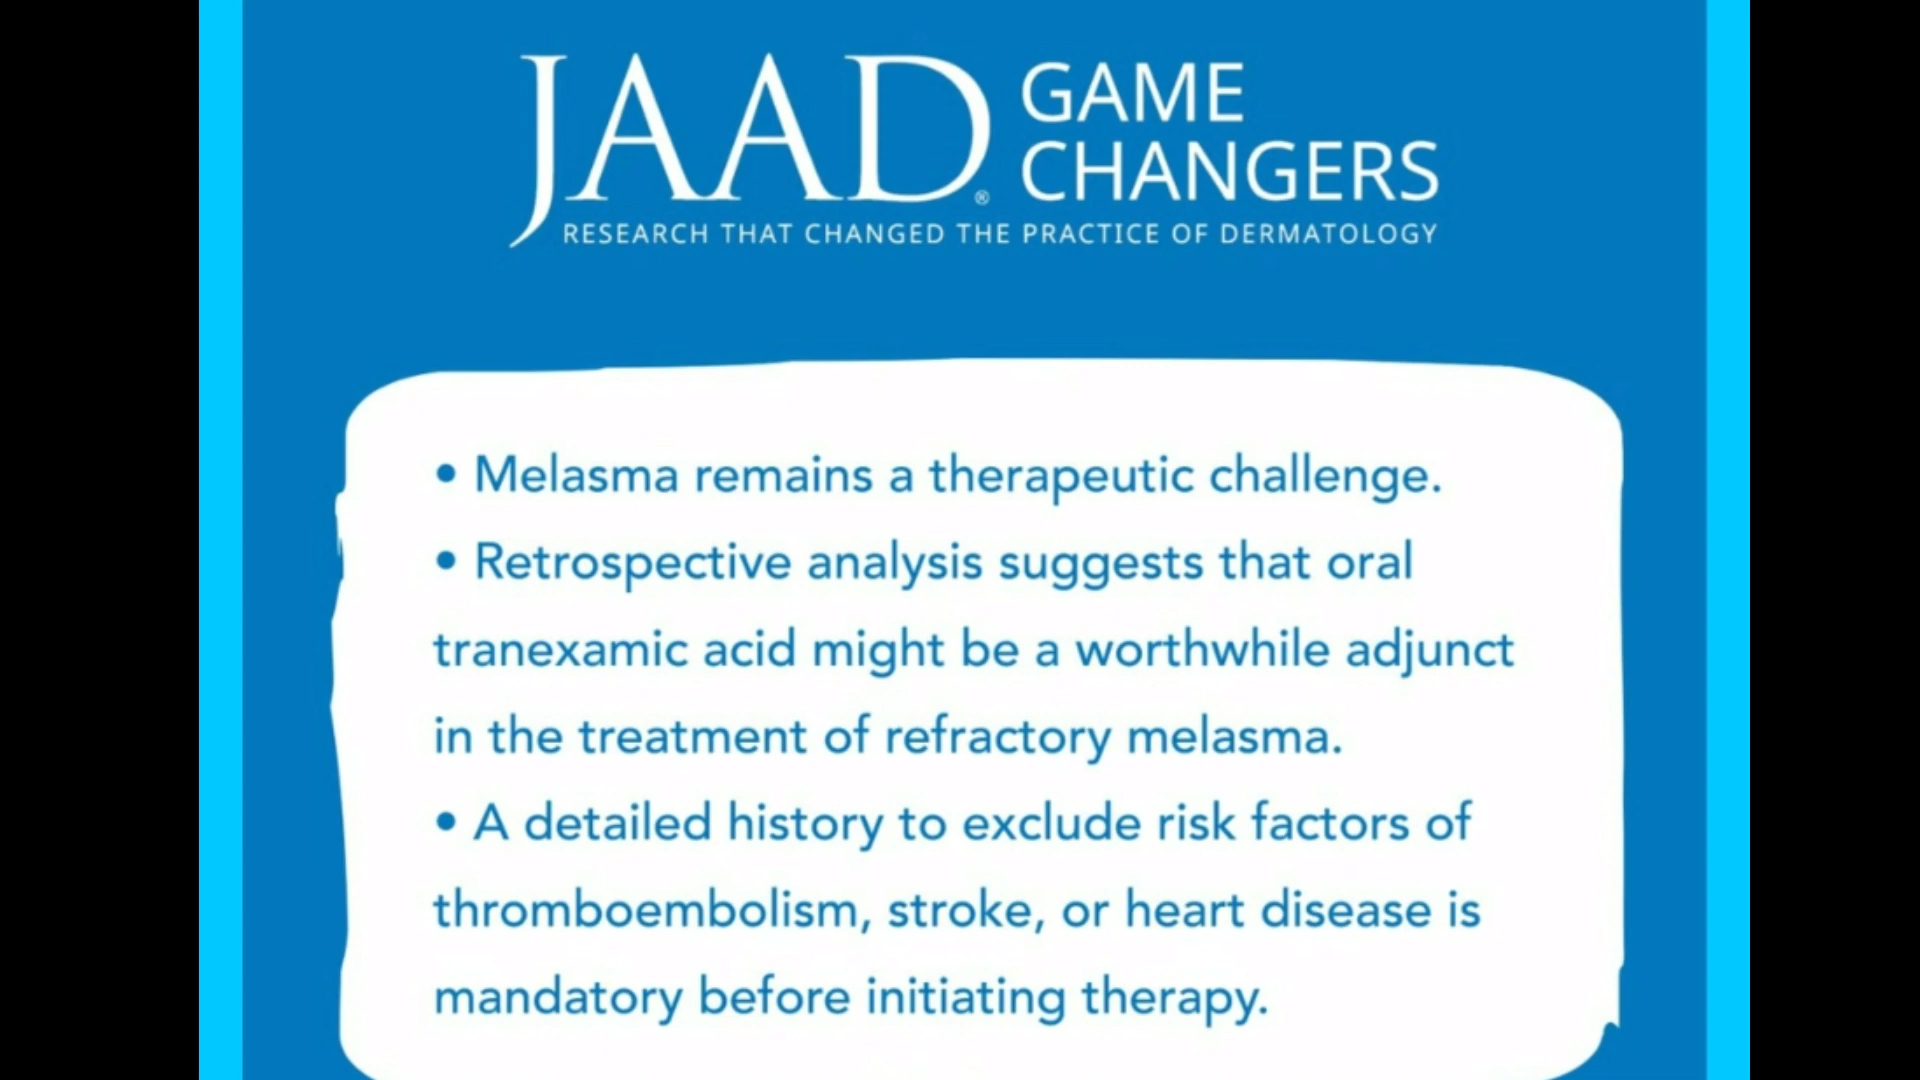 JAAD® GAME
CHANGERS
RESEARCH THAT CHANGED THE PRACTICE OF DERMATOLOGY
• Melasma remains a therapeutic challenge.
• Retrospective analysis suggests that oral
tranexamic acid might be a worthwhile adjunct
in the treatment of refractory melasma.
• A detailed history to exclude risk factors of
thromboembolism, stroke, or heart disease is
mandatory before initiating therapy.